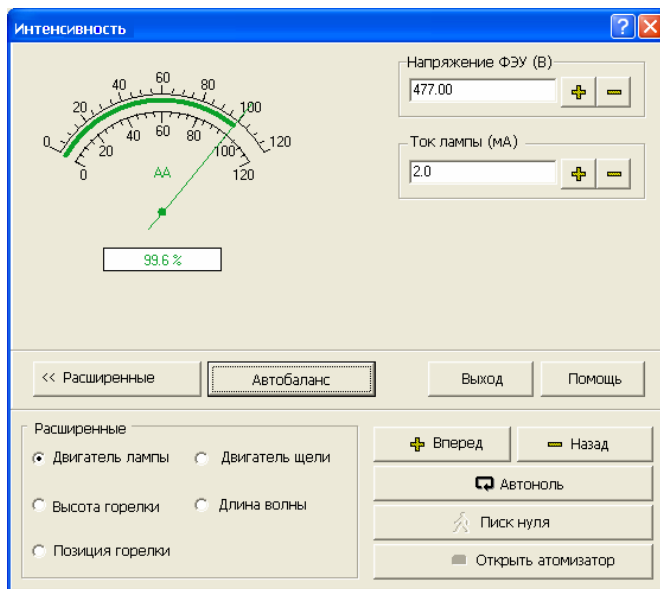 Интенсивность
Напряжение ФЭУ (В)
477.00
Ток лампы (мА)
2.0
0 20 40 60 80 100 120
0 20 40 60 80 100 120
AA
99.6 %
<< Расширенные
Автобаланс
Выход
Помощь
Расширенные
Двигатель лампы
Двигатель щели
Высота горелки
Длина волны
Позиция горелки
Вперед
Назад
Автоноль
Писк нуля
Открыть атомизатор